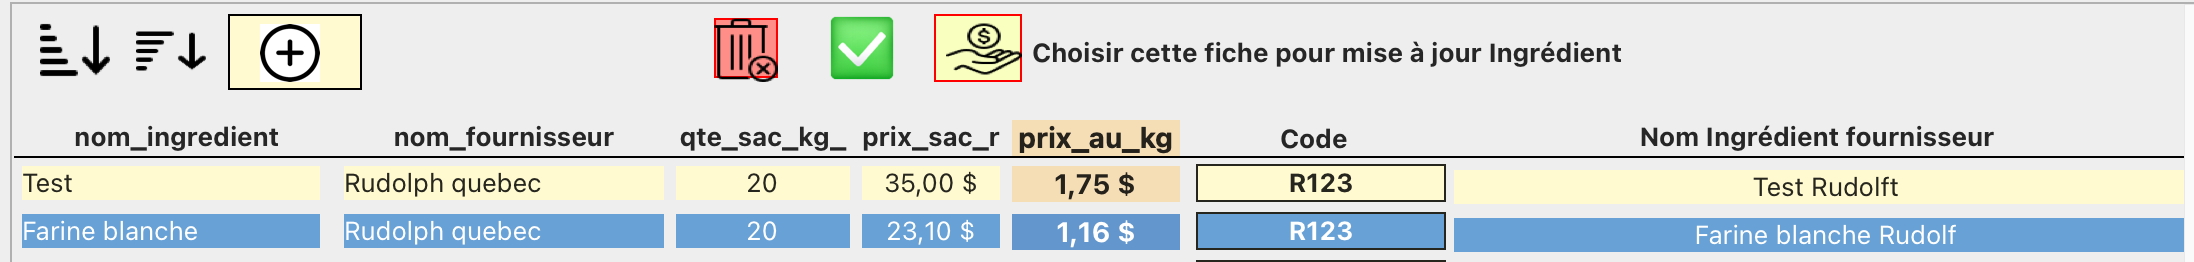 Choisir cette fiche pour mise à jour Ingrédient
nom_ingredient nom_fournisseur qte_sac_kg_ prix_sac_r prix_au_kg Code Nom Ingrédient fournisseur
Test Rudolph quebec 20 35,00 $ 1,75 $ R123 Test Rudolft
Farine blanche Rudolph quebec 20 23,10 $ 1,16 $ R123 Farine blanche Rudolf